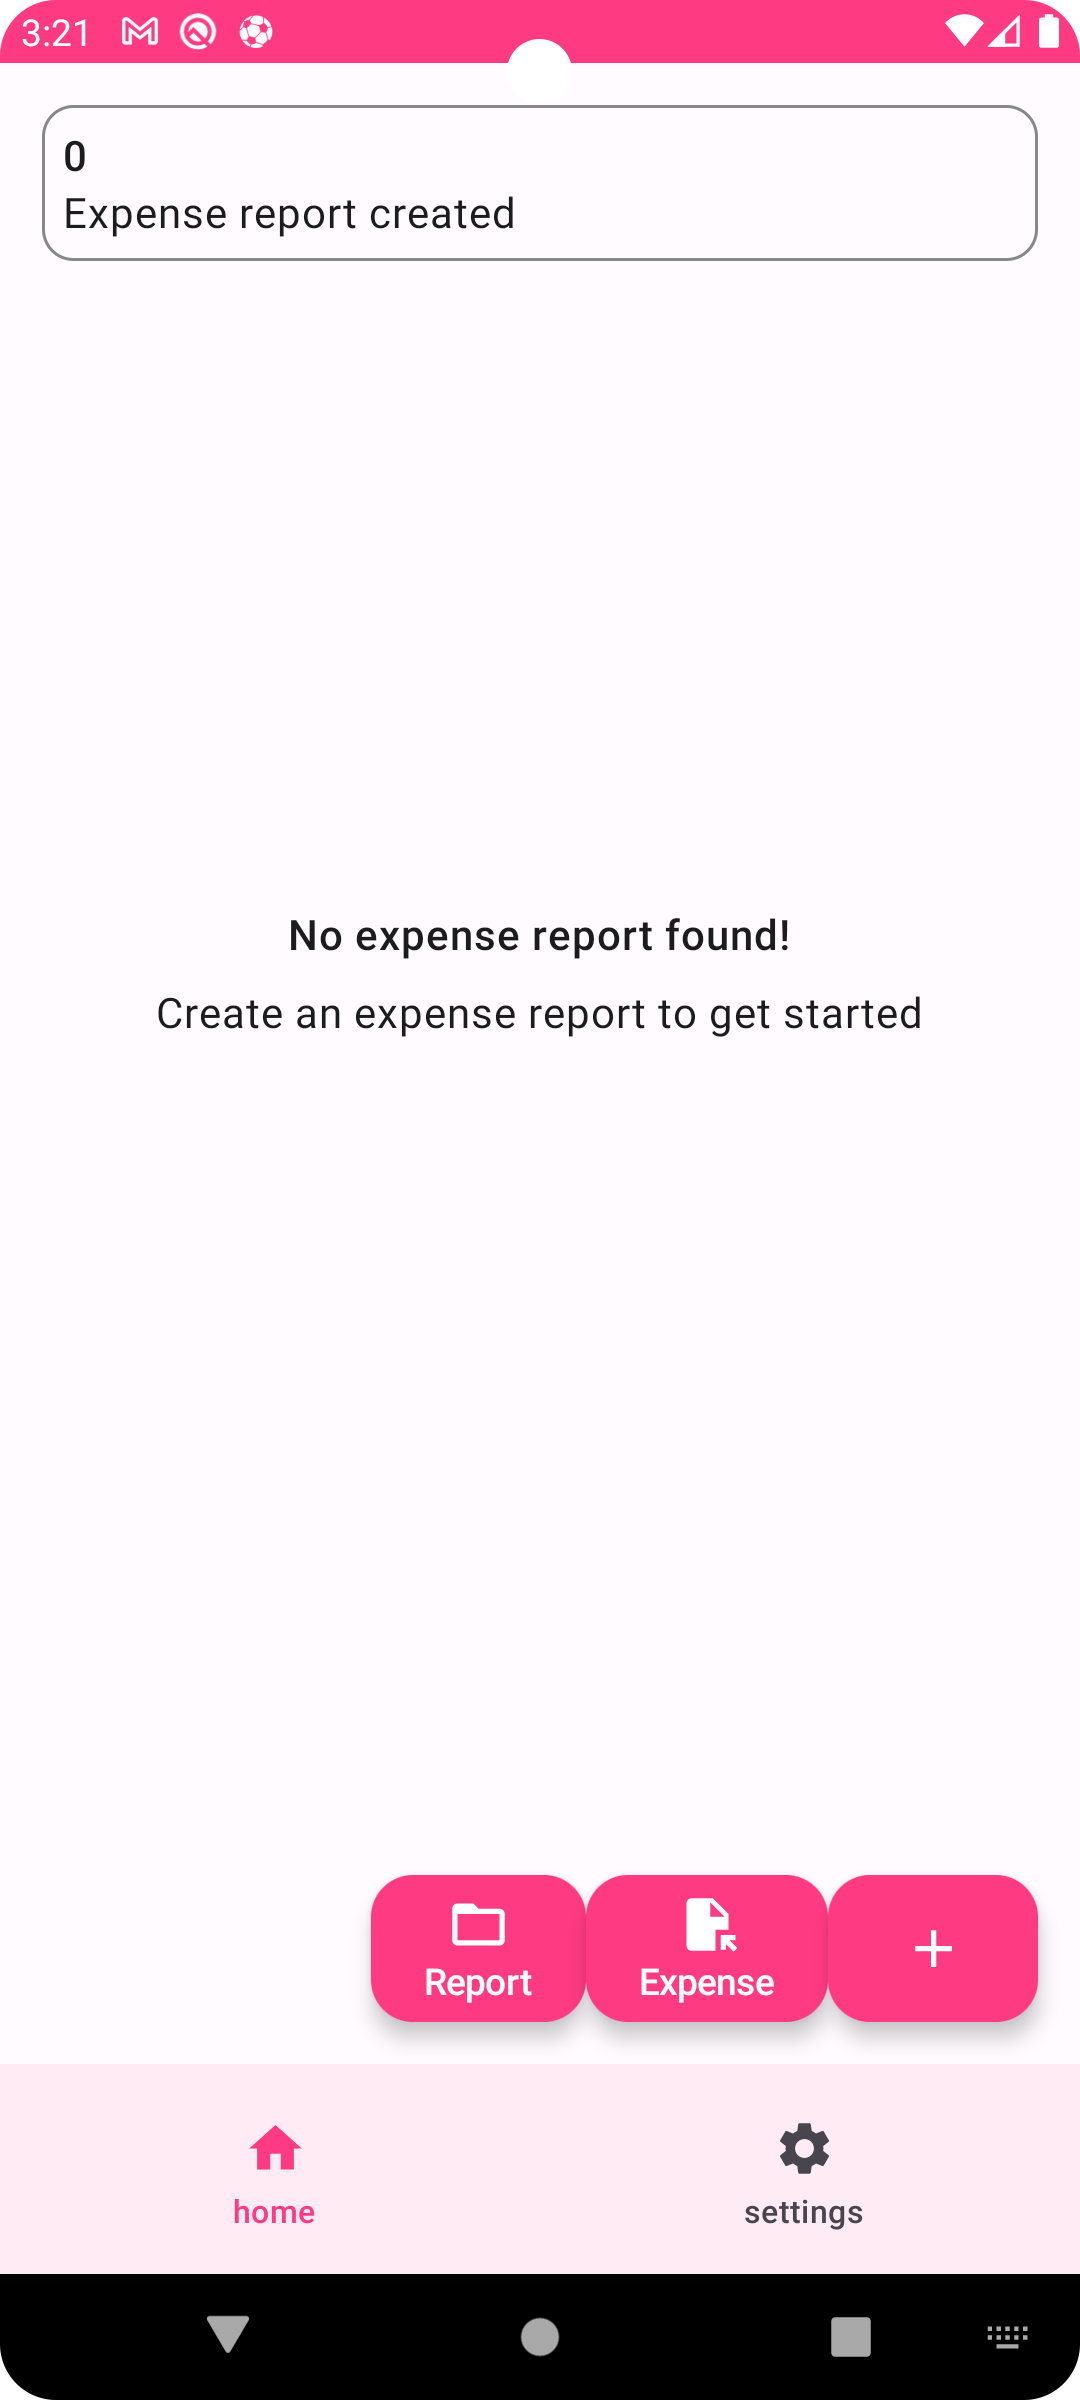 3:21
0
Expense report created
No expense report found!
Create an expense report to get started
Report
Expense
home
settings